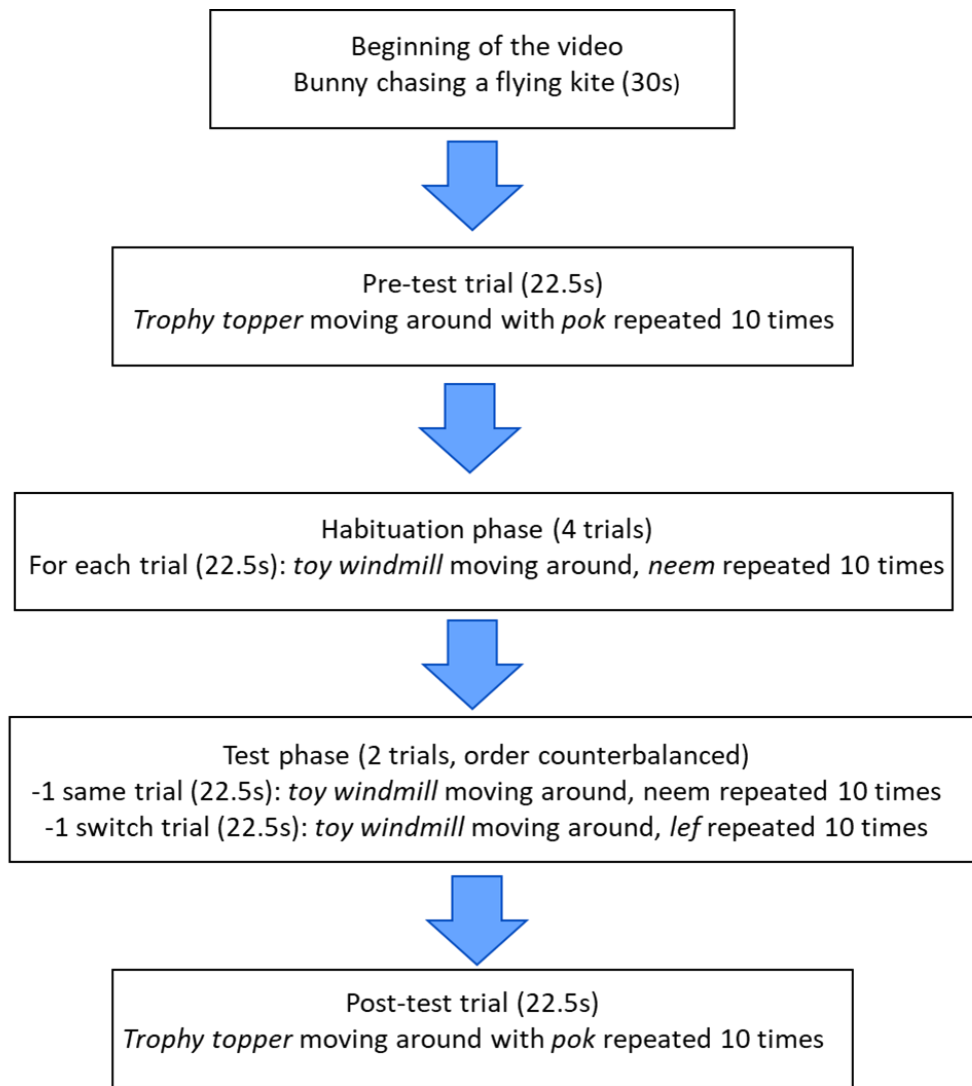 Beginning of the video
Bunny chasing a flying kite (30s)
Pre-test trial (22.5s)
Trophy topper moving around with pok repeated 10 times
Habituation phase (4 trials)
For each trial (22.5s): toy windmill moving around, neem repeated 10 times
Test phase (2 trials, order counterbalanced)
-1 same trial (22.5s): toy windmill moving around, neem repeated 10 times
-1 switch trial (22.5s): toy windmill moving around, lef repeated 10 times
Post-test trial (22.5s)
Trophy topper moving around with pok repeated 10 times